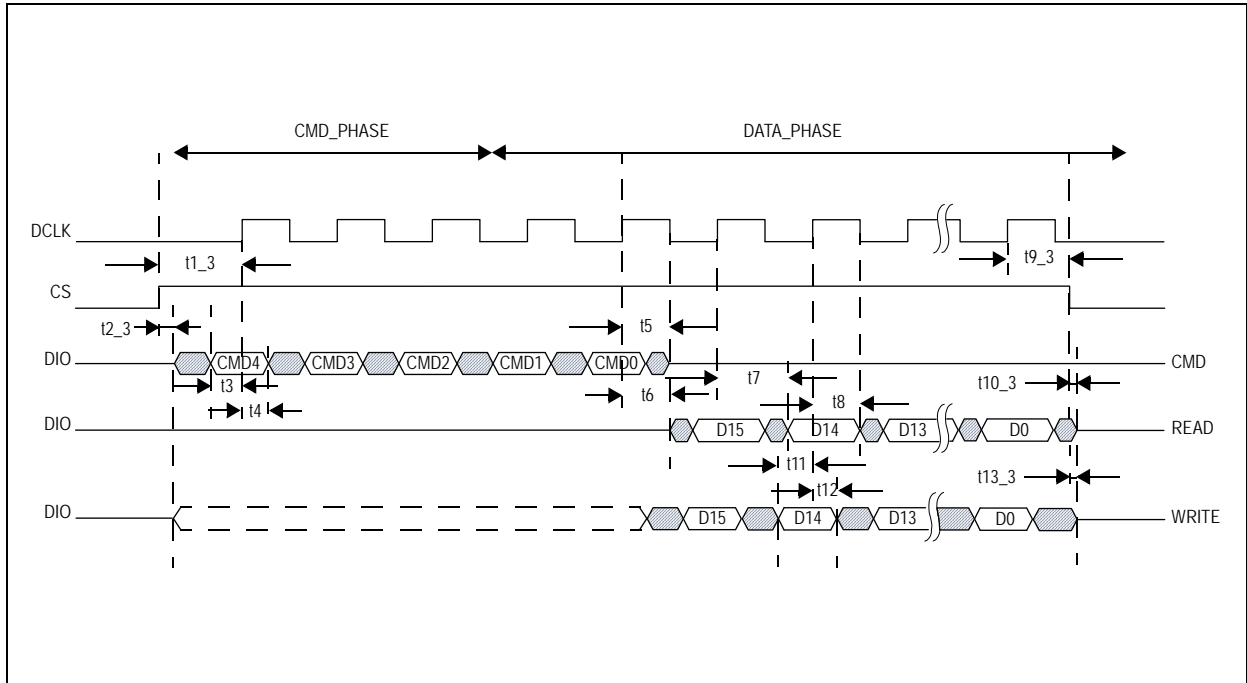 CMD_PHASE DATA_PHASE
DCLK
t1_3 t9_3
CS
t2_3 t5
DIO CMD4 CMD3 CMD2 CMD1 CMD0 CMD
t3 t6 t7 t10_3
t4 t8
DIO D15 D14 D13 D0 READ
t11 t13_3
t12
DIO D15 D14 D13 D0 WRITE